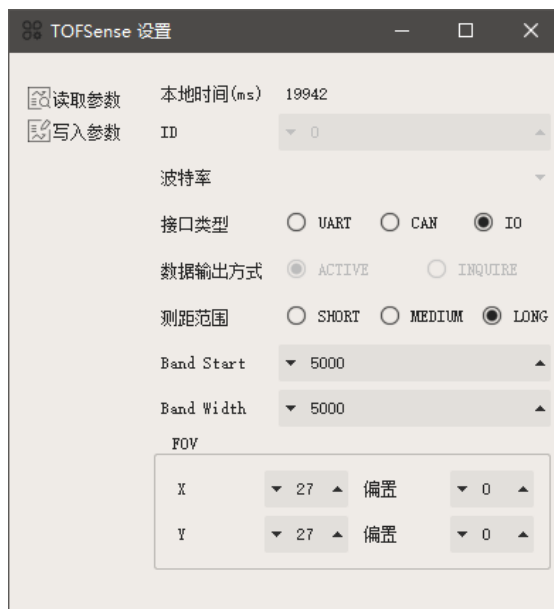 TOFSense 设置
读取参数
写入参数
本地时间(ms) 19942
ID 0
波特率
接口类型 UART CAN IO
数据输出方式 ACTIVE INQUIRE
测距范围 SHORT MEDIUM LONG
Band Start 5000
Band Width 5000
FOV
X 27 偏置 0
Y 27 偏置 0